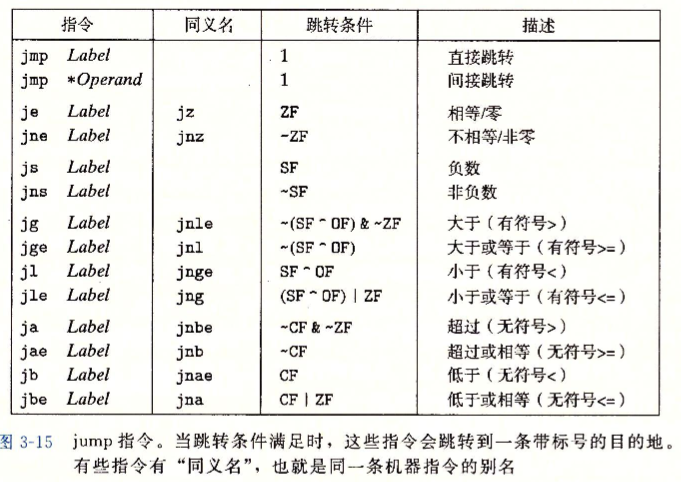 指令 同义名 跳转条件 描述
jmp Label 1 直接跳转
jmp *Operand 1 间接跳转
je Label jz ZF 相等/零
jne Label jnz ~ZF 不相等/非零
js Label SF 负数
jns Label ~SF 非负数
jg Label jnle ~(SF ^ OF) & ~ZF 大于（有符号>）
jge Label jnl ~(SF ^ OF) 大于或等于（有符号>=）
jl Label jnge SF ^ OF 小于（有符号<）
jle Label jng (SF ^ OF) | ZF 小于或等于（有符号<=）
ja Label jnbe ~CF & ~ZF 超过（无符号>）
jae Label jnb ~CF 超过或相等（无符号>=）
jb Label jnae CF 低于（无符号<）
jbe Label jna CF | ZF 低于或相等（无符号<=）
图 3-15 jump 指令。当跳转条件满足时，这些指令会跳转到一条带标号的目的地。
有些指令有“同义名”，也就是同一条机器指令的别名